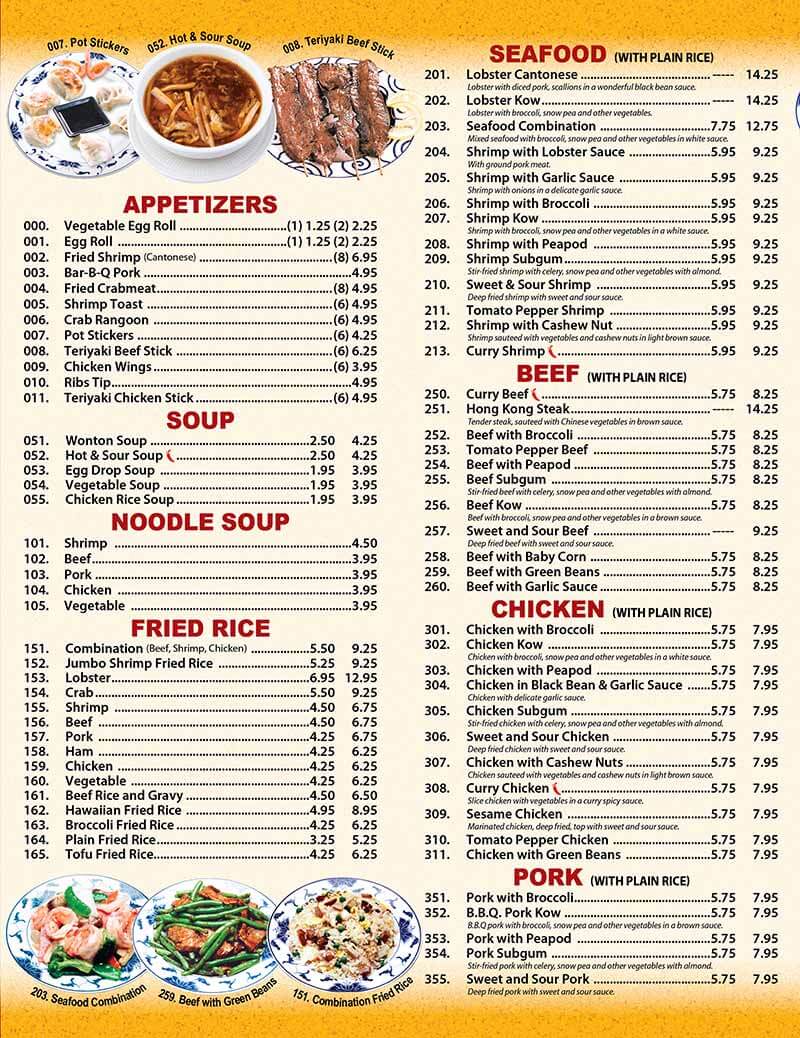 007. Pot Stickers
052. Hot & Sour Soup
008. Teriyaki Beef Stick
APPETIZERS
000. Vegetable Egg Roll (1) 1.25 (2) 2.25
001. Egg Roll (1) 1.25 (2) 2.25
002. Fried Shrimp (Cantonese) (8) 6.95
003. Bar-B-Q Pork 4.95
004. Fried Crabmeat (8) 4.95
005. Shrimp Toast (6) 4.95
006. Crab Rangoon (6) 4.95
007. Pot Stickers (6) 4.25
008. Teriyaki Beef Stick (6) 6.25
009. Chicken Wings (6) 3.95
010. Ribs Tip 4.95
011. Teriyaki Chicken Stick (6) 4.95
SOUP
051. Wonton Soup 2.50 4.25
052. Hot & Sour Soup 2.50 4.25
053. Egg Drop Soup 1.95 3.95
054. Vegetable Soup 1.95 3.95
055. Chicken Rice Soup 1.95 3.95
NOODLE SOUP
101. Shrimp 4.50
102. Beef 3.95
103. Pork 3.95
104. Chicken 3.95
105. Vegetable 3.95
FRIED RICE
151. Combination (Beef, Shrimp, Chicken) 5.50 9.25
152. Jumbo Shrimp Fried Rice 5.25 9.25
153. Lobster 6.95 12.95
154. Crab 5.50 9.25
155. Shrimp 4.50 6.75
156. Beef 4.50 6.75
157. Pork 4.25 6.25
158. Ham 4.25 6.25
159. Chicken 4.25 6.25
160. Vegetable 4.25 6.25
161. Beef Rice and Gravy 4.50 6.50
162. Hawaiian Fried Rice 4.95 8.95
163. Broccoli Fried Rice 4.25 6.25
164. Plain Fried Rice 3.25 5.25
165. Tofu Fried Rice 4.25 6.25
203. Seafood Combination
259. Beef with Green Beans
151. Combination Fried Rice
SEAFOOD (WITH PLAIN RICE)
201. Lobster Cantonese ----- 14.25
Lobster with diced pork, scallions in a wonderful black bean sauce.
202. Lobster Kow ----- 14.25
Lobster with broccoli, snow pea and other vegetables.
203. Seafood Combination 7.75 12.75
Mixed seafood with broccoli, snow pea and other vegetables in white sauce.
204. Shrimp with Lobster Sauce 5.95 9.25
With ground pork meat.
205. Shrimp with Garlic Sauce 5.95 9.25
Shrimp with onions in a delicate garlic sauce.
206. Shrimp with Broccoli 5.95 9.25
207. Shrimp Kow 5.95 9.25
Shrimp with broccoli, snow pea and other vegetables in a white sauce.
208. Shrimp with Peapod 5.95 9.25
209. Shrimp Subgum 5.95 9.25
Stir-fried shrimp with celery, snow pea and other vegetables with almond.
210. Sweet & Sour Shrimp 5.95 9.25
Deep fried shrimp with sweet and sour sauce.
211. Tomato Pepper Shrimp 5.95 9.25
212. Shrimp with Cashew Nut 5.95 9.25
Shrimp sauteed with vegetables and cashew nuts in light brown sauce.
213. Curry Shrimp 5.95 9.25
BEEF (WITH PLAIN RICE)
250. Curry Beef 5.75 8.25
251. Hong Kong Steak ----- 14.25
Tender steak, sauteed with Chinese vegetables in brown sauce.
252. Beef with Broccoli 5.75 8.25
253. Tomato Pepper Beef 5.75 8.25
254. Beef with Peapod 5.75 8.25
255. Beef Subgum 5.75 8.25
Stir-fried beef with celery, snow pea and other vegetables with almond.
256. Beef Kow 5.75 8.25
Beef with broccoli, snow pea and other vegetables in a brown sauce.
257. Sweet and Sour Beef ----- 9.25
Deep fried beef with sweet and sour sauce.
258. Beef with Baby Corn 5.75 8.25
259. Beef with Green Beans 5.75 8.25
260. Beef with Garlic Sauce 5.75 8.25
CHICKEN (WITH PLAIN RICE)
301. Chicken with Broccoli 5.75 7.95
302. Chicken Kow 5.75 7.95
Chicken with broccoli, snow pea and other vegetables in a white sauce.
303. Chicken with Peapod 5.75 7.95
304. Chicken in Black Bean & Garlic Sauce 5.75 7.95
Chicken with delicate garlic sauce.
305. Chicken Subgum 5.75 7.95
Stir-fried chicken with celery, snow pea and other vegetables with almond.
306. Sweet and Sour Chicken 5.75 7.95
Deep fried chicken with sweet and sour sauce.
307. Chicken with Cashew Nuts 5.75 7.95
Chicken sauteed with vegetables and cashew nuts in light brown sauce.
308. Curry Chicken 5.75 7.95
Slice chicken with vegetables in a curry spicy sauce.
309. Sesame Chicken 5.75 7.95
Marinated chicken, deep fried, top with sweet and sour sauce.
310. Tomato Pepper Chicken 5.75 7.95
311. Chicken with Green Beans 5.75 7.95
PORK (WITH PLAIN RICE)
351. Pork with Broccoli 5.75 7.95
352. B.B.Q. Pork Kow 5.75 7.95
B.B.Q pork with broccoli, snow pea and other vegetables in a brown sauce.
353. Pork with Peapod 5.75 7.95
354. Pork Subgum 5.75 7.95
Stir-fried pork with celery, snow pea and other vegetables with almond.
355. Sweet and Sour Pork 5.75 7.95
Deep fried pork with sweet and sour sauce.